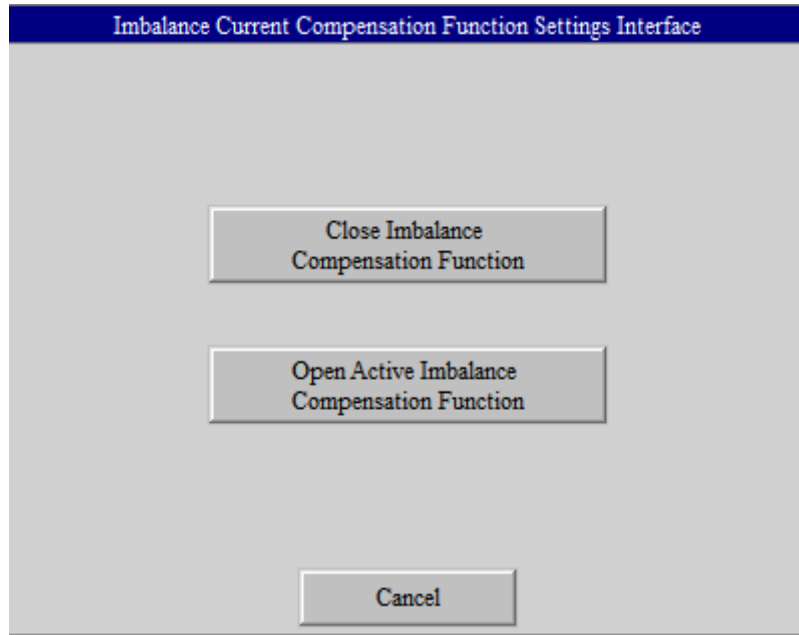 Imbalance Current Compensation Function Settings Interface
Close Imbalance
Compensation Function
Open Active Imbalance
Compensation Function
Cancel